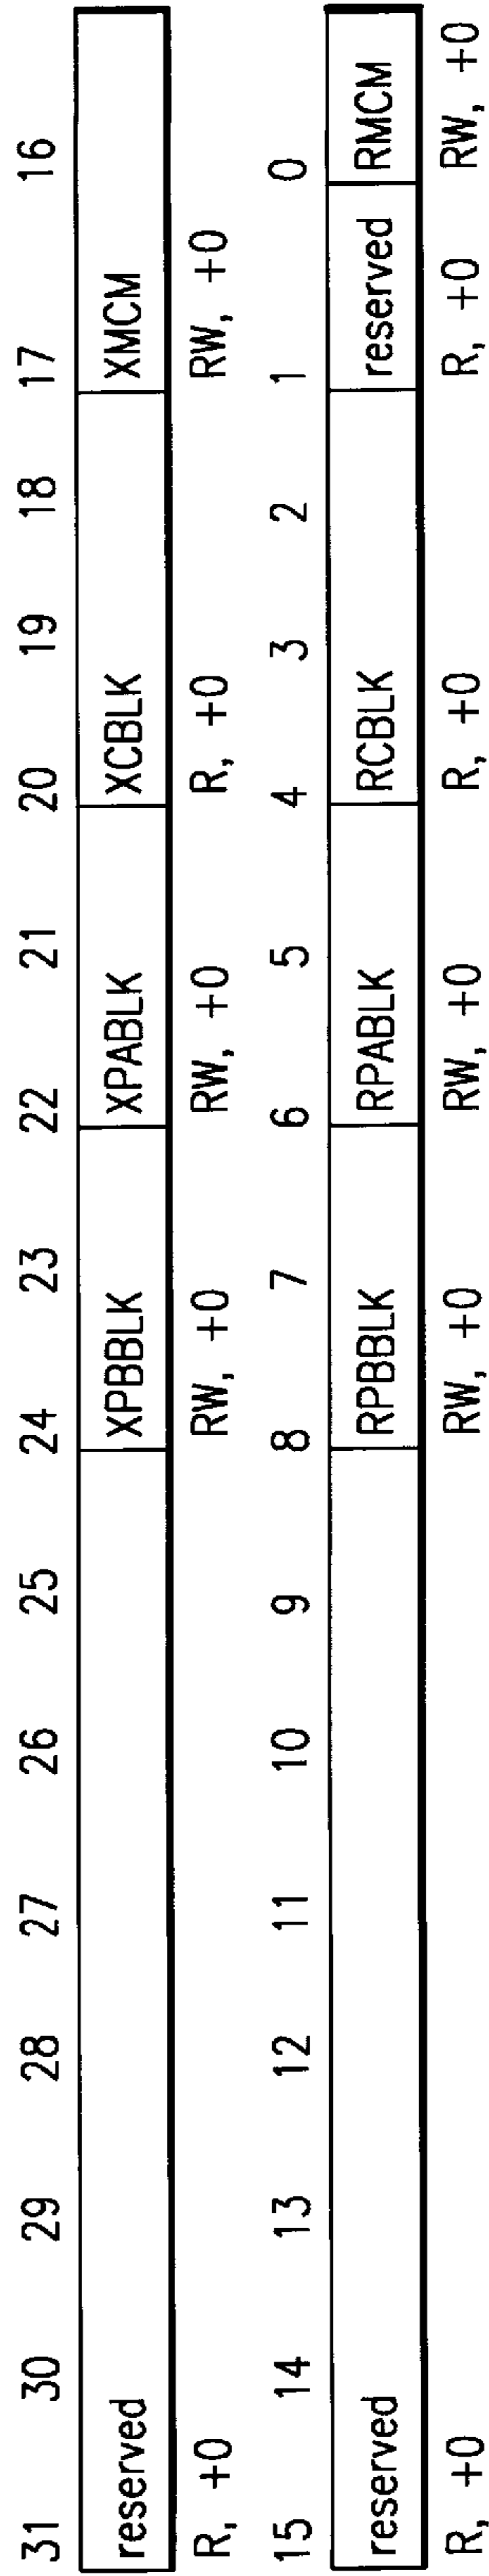 31 30 29 28 27 26 25 24 23 22 21 20 19 18 17 16
reserved XPBBLK XPABLK XCBLK XMCM
R, +0 RW, +0 RW, +0 R, +0 RW, +0
15 14 13 12 11 10 9 8 7 6 5 4 3 2 1 0
reserved RPBBLK RPABLK RCBLK reserved RMCM
R, +0 RW, +0 RW, +0 R, +0 R, +0 RW, +0